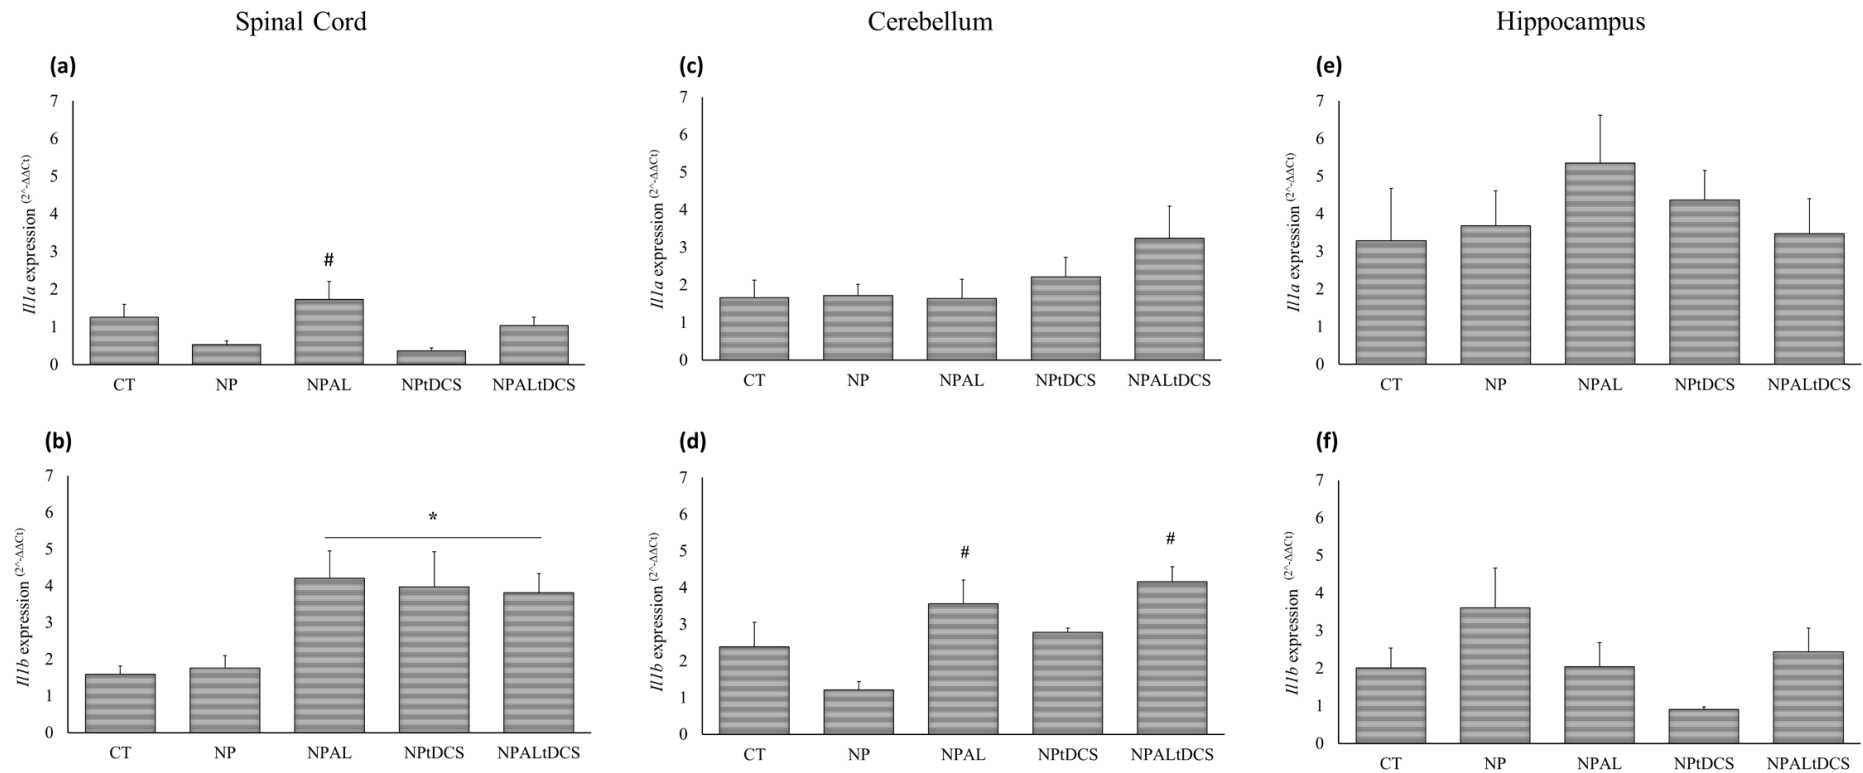 Spinal Cord
Cerebellum
Hippocampus
(a)
Il1a expression (2^-ΔΔCt)
7
6
5
4
3
2
1
0
#
CT NP NPAL NPtDCS NPALtDCS
(c)
Il1a expression (2^-ΔΔCt)
7
6
5
4
3
2
1
0
CT NP NPAL NPtDCS NPALtDCS
(e)
Il1a expression (2^-ΔΔCt)
7
6
5
4
3
2
1
0
CT NP NPAL NPtDCS NPALtDCS
(b)
Il1b expression (2^-ΔΔCt)
7
6
5
4
3
2
1
0
*
CT NP NPAL NPtDCS NPALtDCS
(d)
Il1b expression (2^-ΔΔCt)
7
6
5
4
3
2
1
0
# #
CT NP NPAL NPtDCS NPALtDCS
(f)
Il1b expression (2^-ΔΔCt)
7
6
5
4
3
2
1
0
CT NP NPAL NPtDCS NPALtDCS